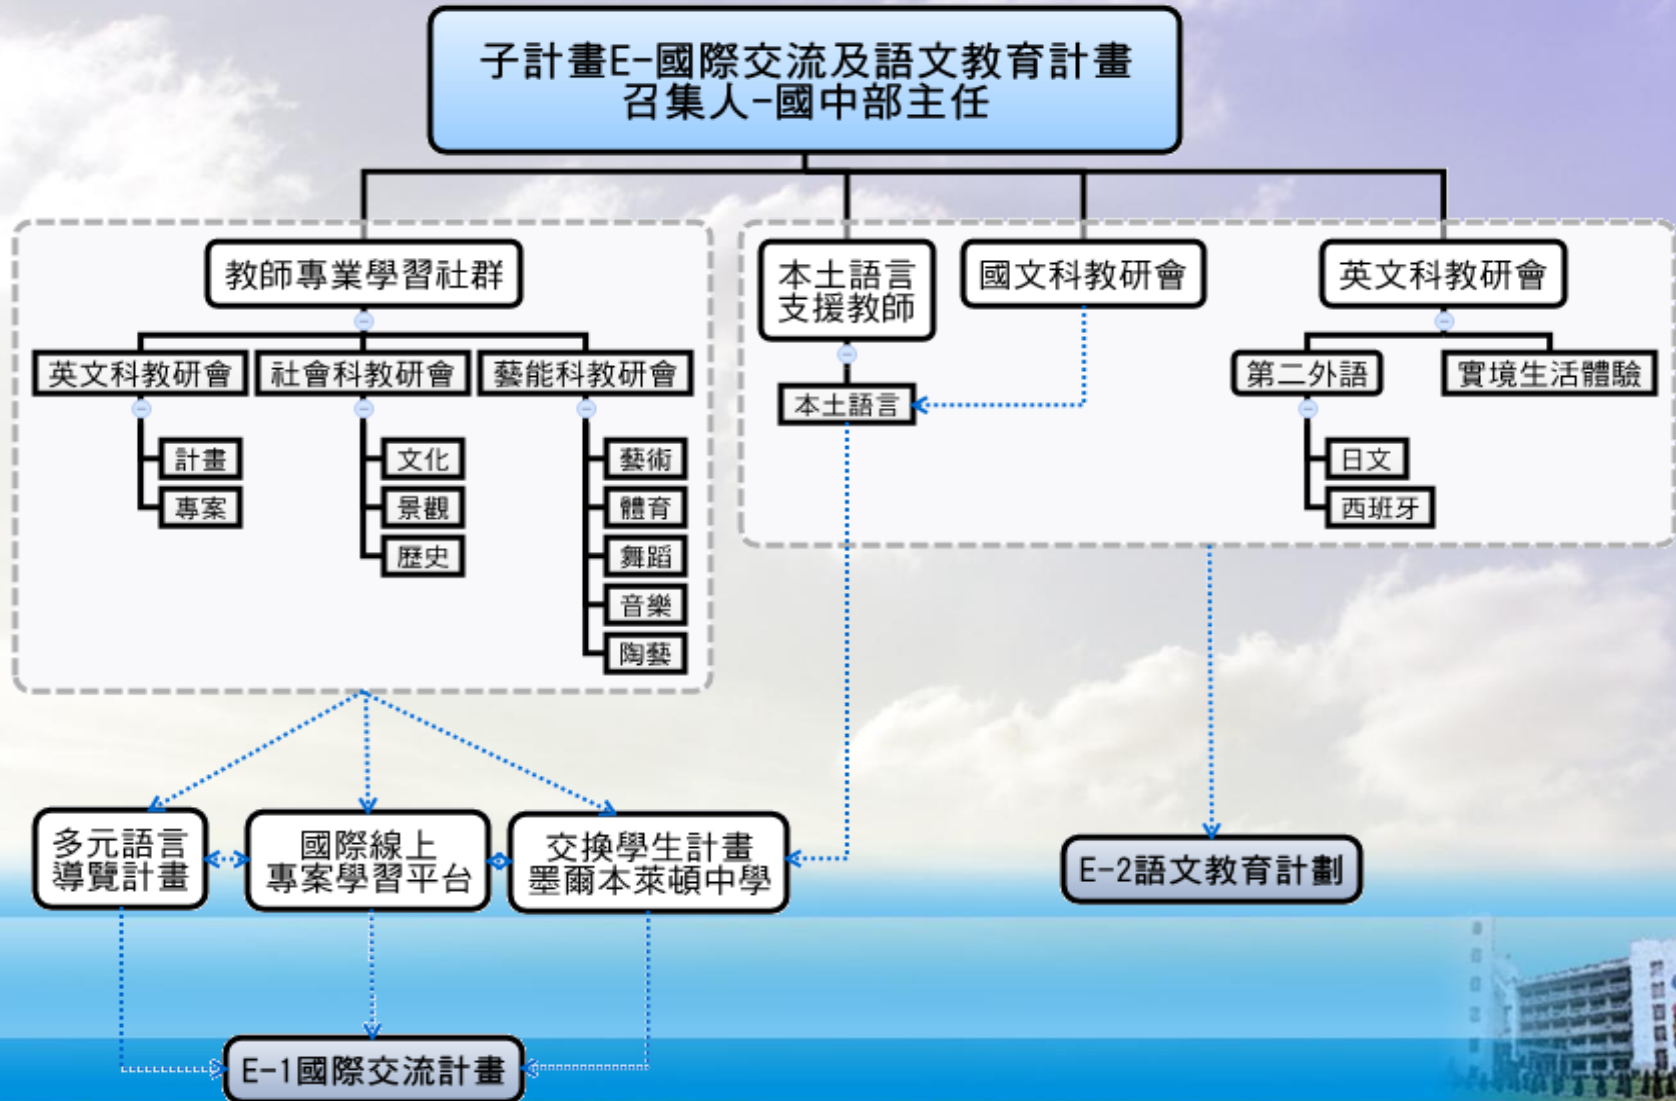 子計畫E-國際交流及語文教育計畫
召集人-國中部主任
教師專業學習社群
英文科教研會
計畫
專案
社會科教研會
文化
景觀
歷史
藝能科教研會
藝術
體育
舞蹈
音樂
陶藝
本土語言
支援教師
本土語言
國文科教研會
英文科教研會
第二外語
日文
西班牙
實境生活體驗
多元語言
導覽計畫
國際線上
專案學習平台
交換學生計畫
墨爾本萊頓中學
E-2語文教育計劃
E-1國際交流計畫